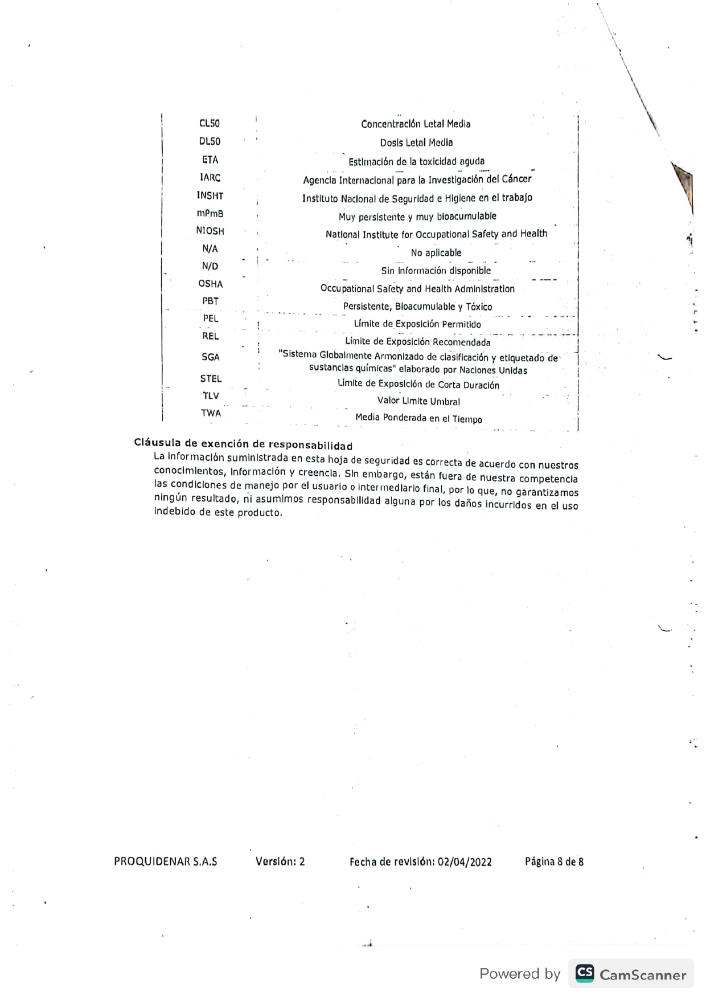 CL50 Concentración Letal Media
DL50 Dosis Letal Media
ETA Estimación de la toxicidad aguda
IARC Agencia Internacional para la Investigación del Cáncer
INSHT Instituto Nacional de Seguridad e Higiene en el trabajo
mPmB Muy persistente y muy bioacumulable
NIOSH National Institute for Occupational Safety and Health
N/A No aplicable
N/D Sin Información disponible
OSHA Occupational Safety and Health Administration
PBT Persistente, Bioacumulable y Tóxico
PEL Límite de Exposición Permitido
REL Límite de Exposición Recomendada
SGA "Sistema Globalmente Armonizado de clasificación y etiquetado de
sustancias químicas" elaborado por Naciones Unidas
STEL Límite de Exposición de Corta Duración
TLV Valor Limite Umbral
TWA Media Ponderada en el Tiempo
Cláusula de exención de responsabilidad
La información suministrada en esta hoja de seguridad es correcta de acuerdo con nuestros
conocimientos, información y creencia. Sin embargo, están fuera de nuestra competencia
las condiciones de manejo por el usuario o intermediario final, por lo que, no garantizamos
ningún resultado, ni asumimos responsabilidad alguna por los daños incurridos en el uso
indebido de este producto.
PROQUIDENAR S.A.S Versión: 2 Fecha de revisión: 02/04/2022 Página 8 de 8
Powered by CS CamScanner